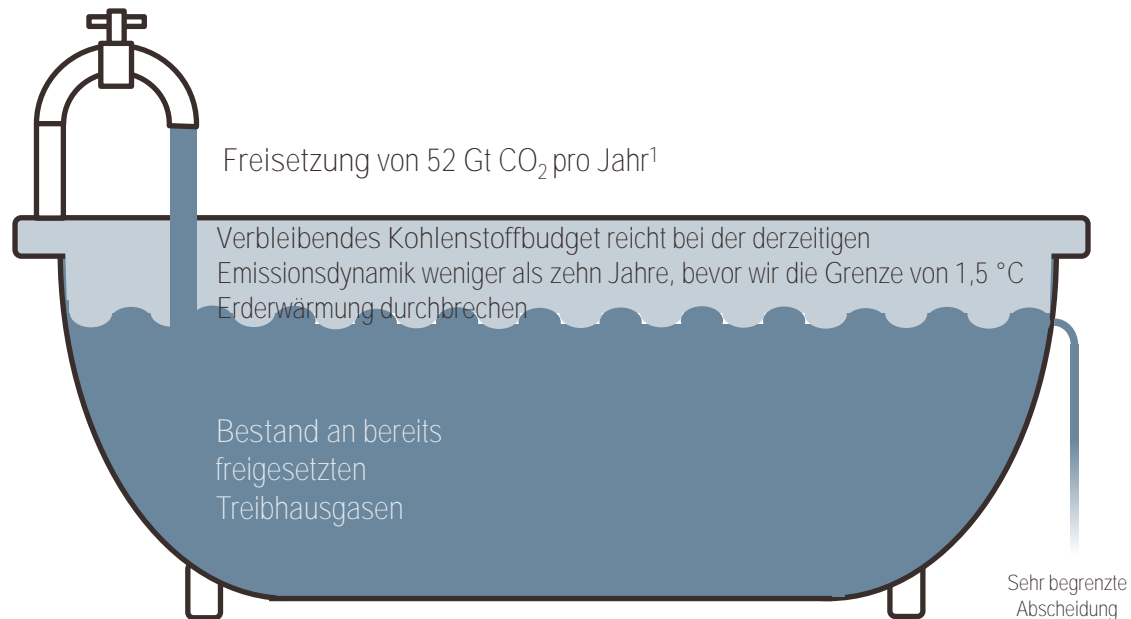 Freisetzung von 52 Gt CO₂ pro Jahr¹
Verbleibendes Kohlenstoffbudget reicht bei der derzeitigen
Emissionsdynamik weniger als zehn Jahre, bevor wir die Grenze von 1,5 °C
Erderwärmung durchbrechen
Bestand an bereits
freigesetzten
Treibhausgasen
Sehr begrenzte
Abscheidung